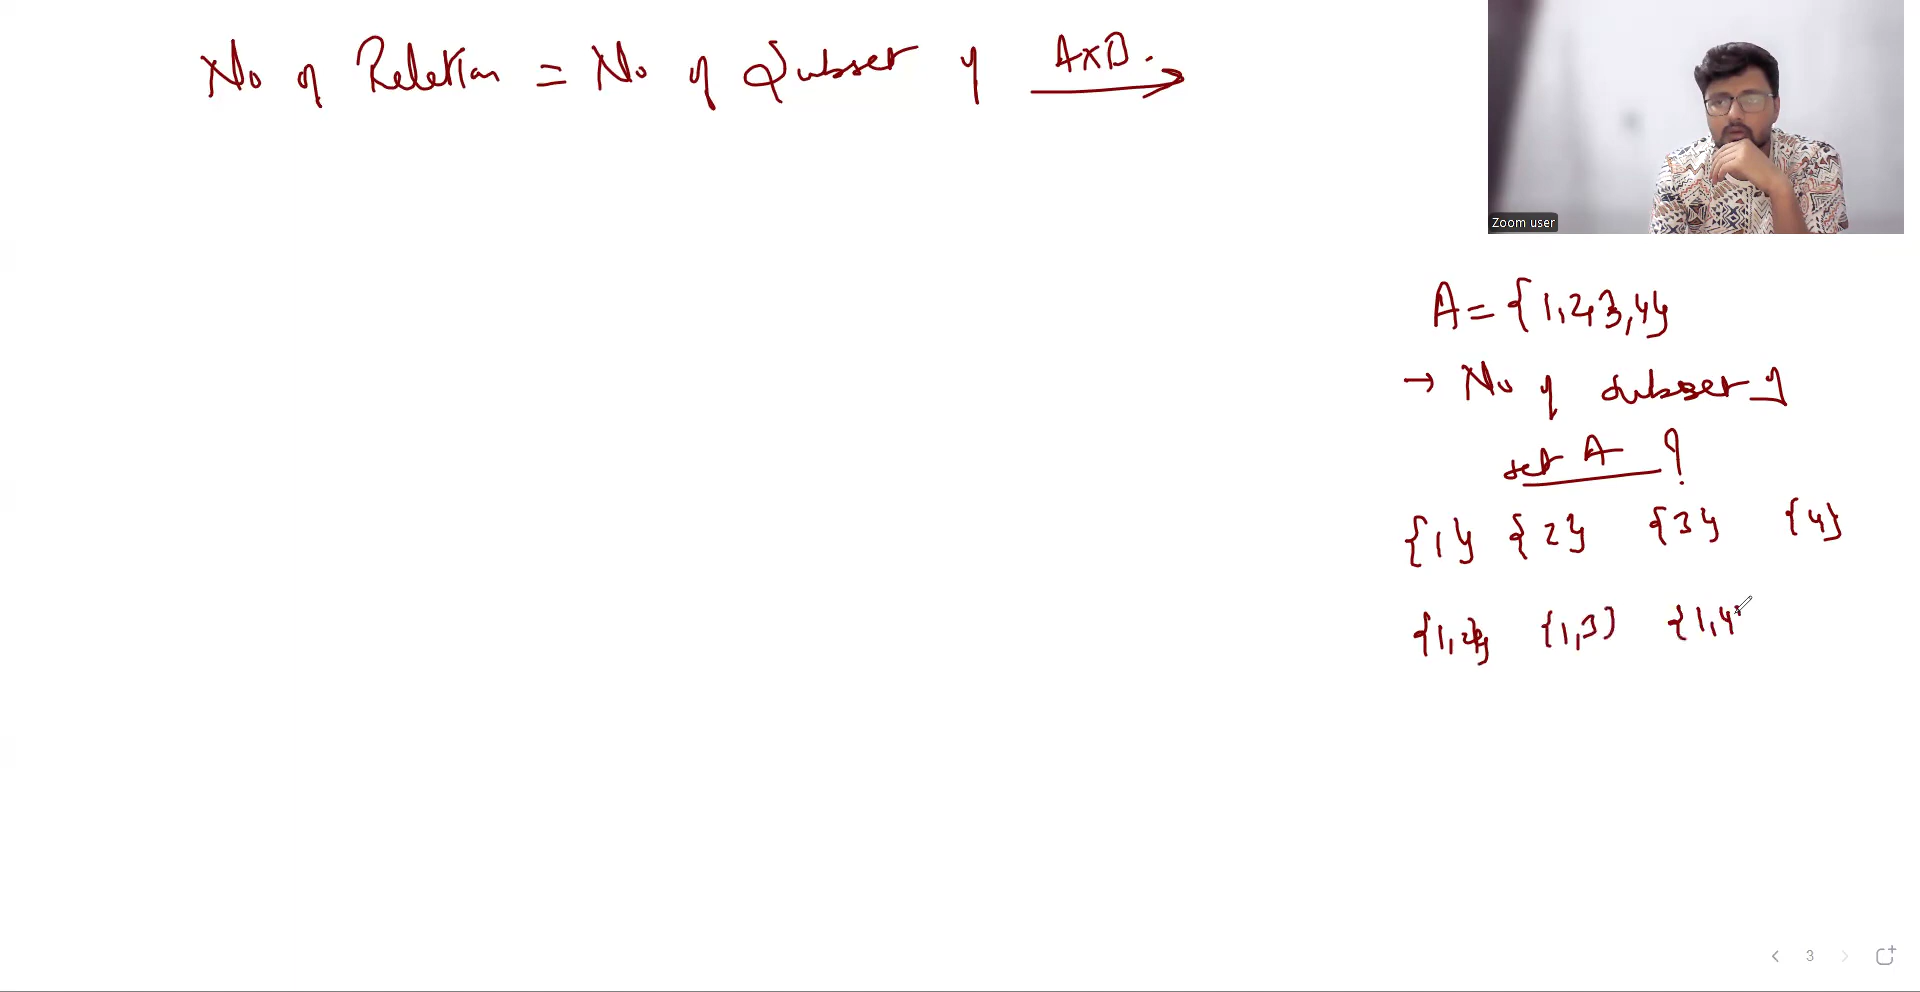 No of Relation = No of Subset of A×B.
Zoom user
A = {1,2,3,4}
→ No of subset of
set A ?
{1} {2} {3} {4}
{1,2} {1,3} {1,4
3